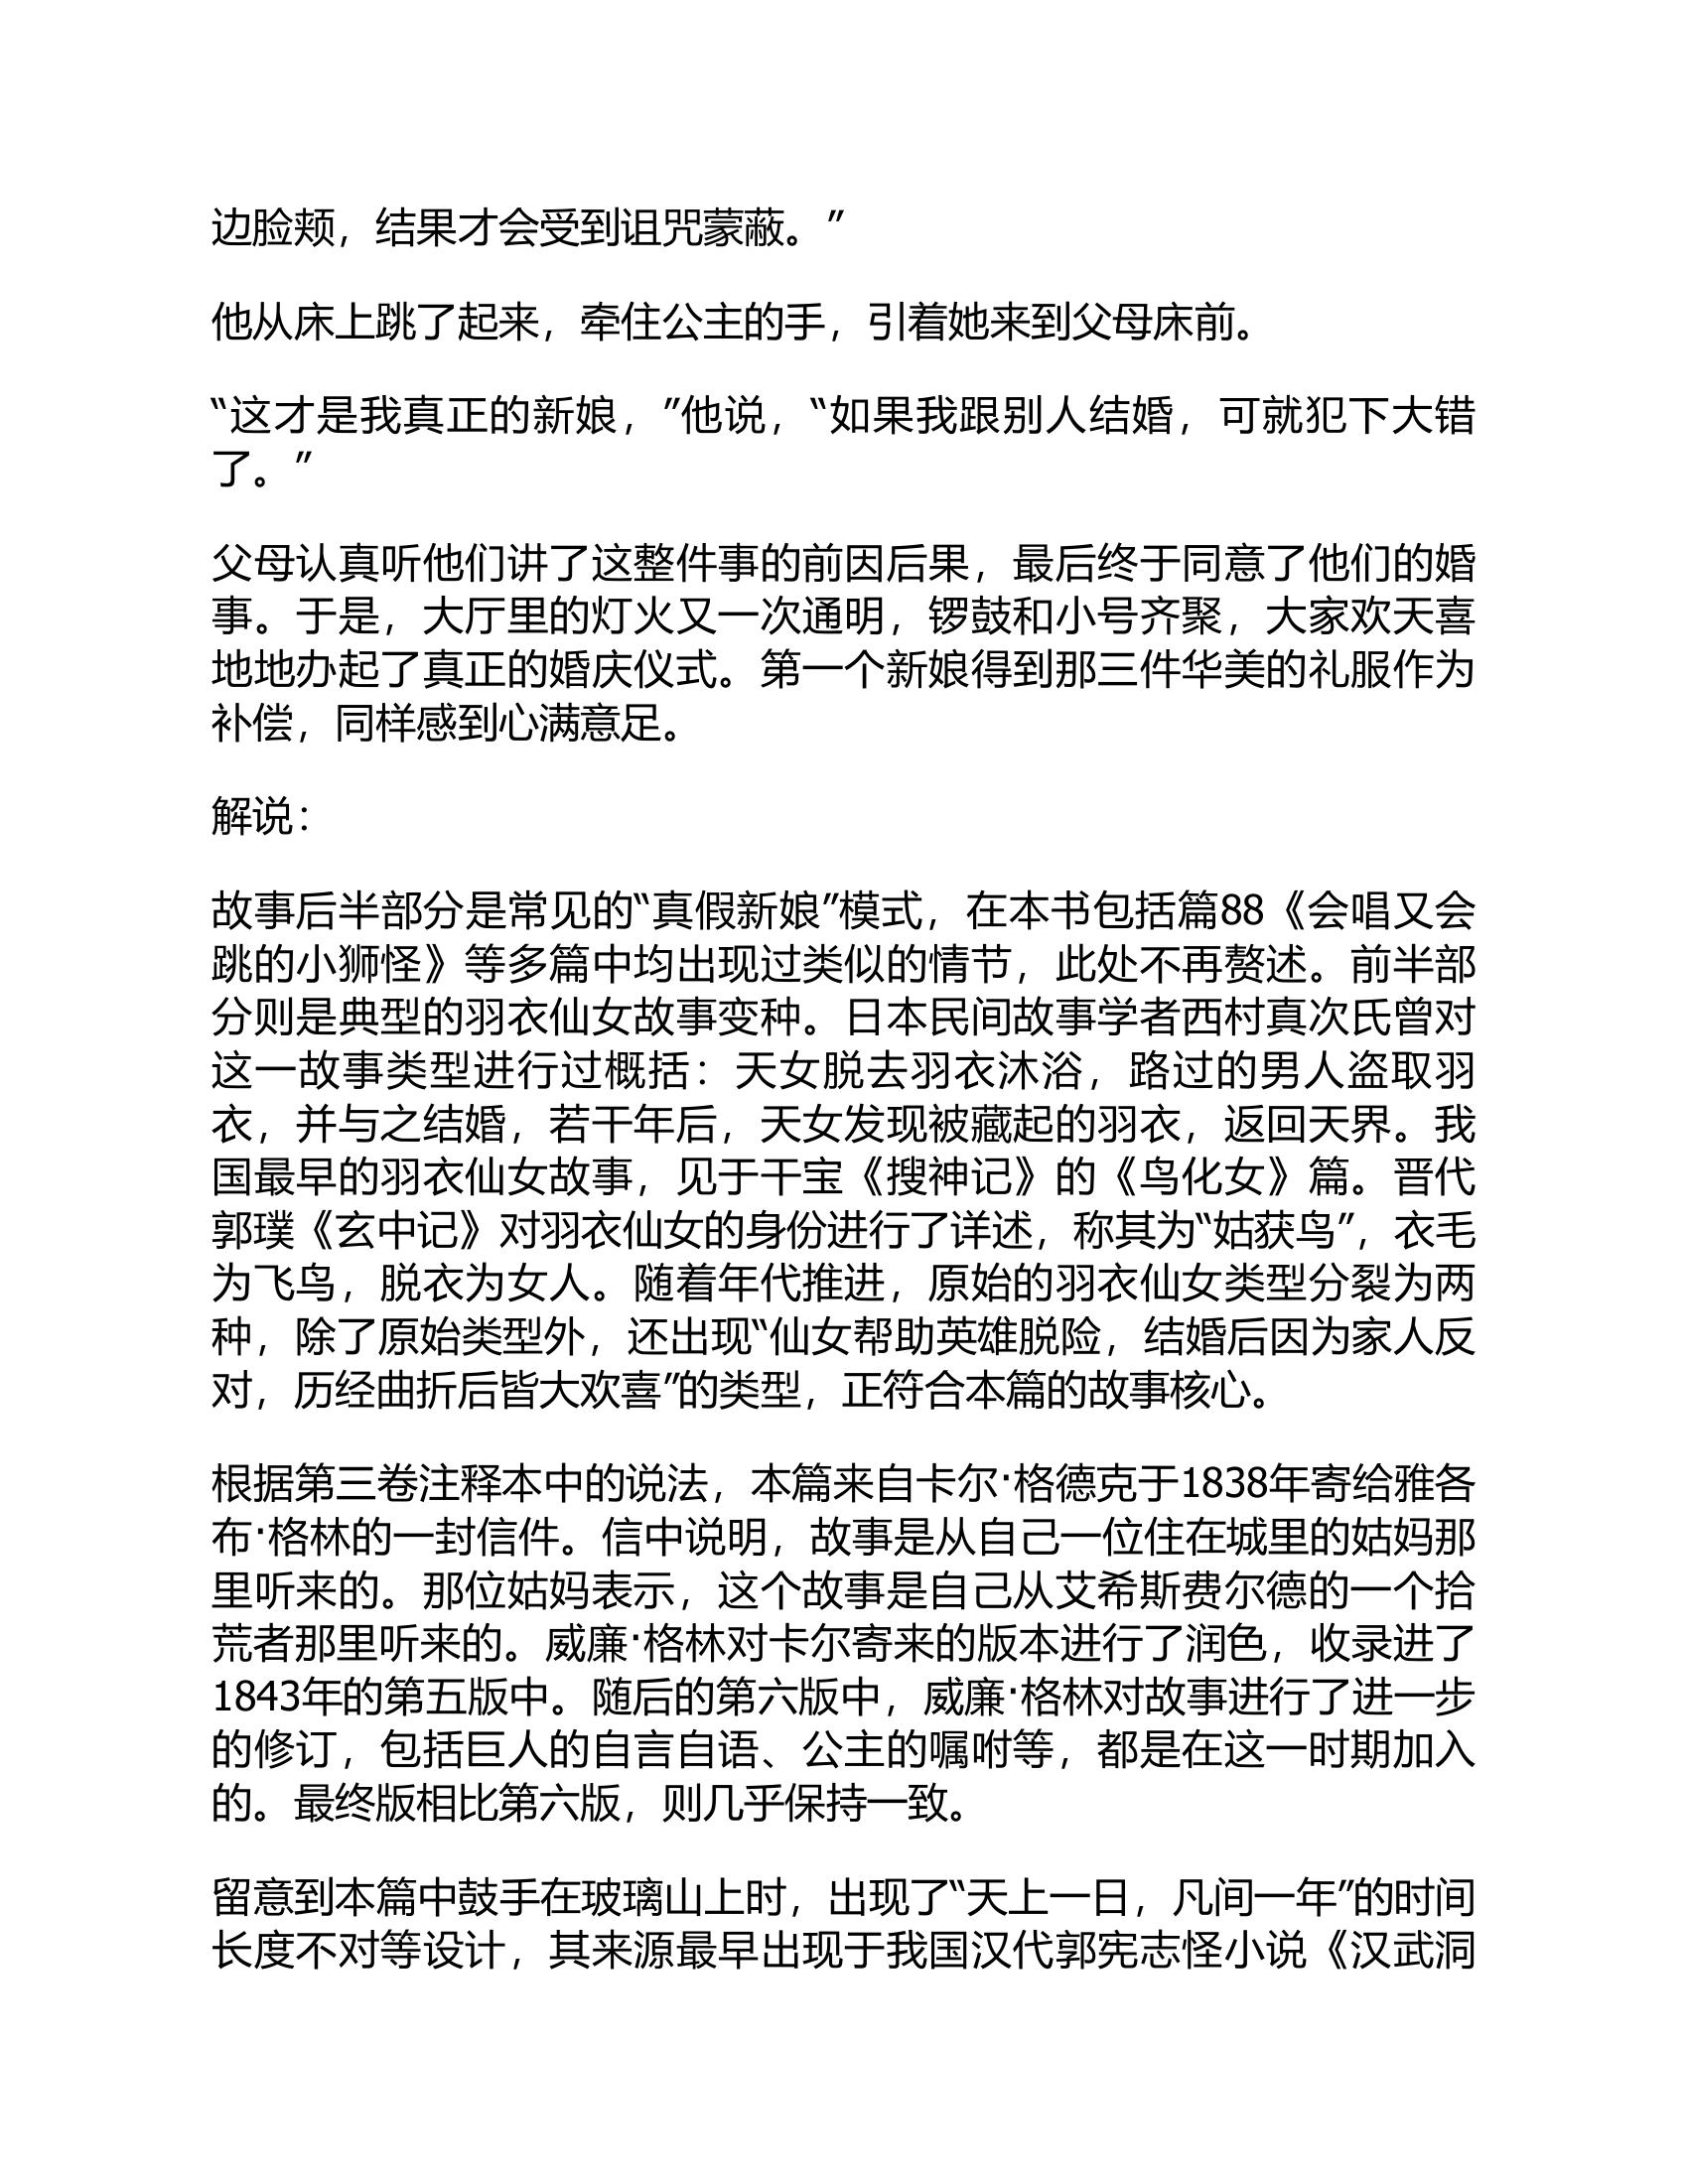 边脸颊，结果才会受到诅咒蒙蔽。”
他从床上跳了起来，牵住公主的手，引着她来到父母床前。
“这才是我真正的新娘，”他说，“如果我跟别人结婚，可就犯下大错
了。”
父母认真听他们讲了这整件事的前因后果，最后终于同意了他们的婚
事。于是，大厅里的灯火又一次通明，锣鼓和小号齐聚，大家欢天喜
地地办起了真正的婚庆仪式。第一个新娘得到那三件华美的礼服作为
补偿，同样感到心满意足。
解说：
故事后半部分是常见的“真假新娘”模式，在本书包括篇88《会唱又会
跳的小狮怪》等多篇中均出现过类似的情节，此处不再赘述。前半部
分则是典型的羽衣仙女故事变种。日本民间故事学者西村真次氏曾对
这一故事类型进行过概括：天女脱去羽衣沐浴，路过的男人盗取羽
衣，并与之结婚，若干年后，天女发现被藏起的羽衣，返回天界。我
国最早的羽衣仙女故事，见于干宝《搜神记》的《鸟化女》篇。晋代
郭璞《玄中记》对羽衣仙女的身份进行了详述，称其为“姑获鸟”，衣毛
为飞鸟，脱衣为女人。随着年代推进，原始的羽衣仙女类型分裂为两
种，除了原始类型外，还出现“仙女帮助英雄脱险，结婚后因为家人反
对，历经曲折后皆大欢喜”的类型，正符合本篇的故事核心。
根据第三卷注释本中的说法，本篇来自卡尔·格德克于1838年寄给雅各
布·格林的一封信件。信中说明，故事是从自己一位住在城里的姑妈那
里听来的。那位姑妈表示，这个故事是自己从艾希斯费尔德的一个拾
荒者那里听来的。威廉·格林对卡尔寄来的版本进行了润色，收录进了
1843年的第五版中。随后的第六版中，威廉·格林对故事进行了进一步
的修订，包括巨人的自言自语、公主的嘱咐等，都是在这一时期加入
的。最终版相比第六版，则几乎保持一致。
留意到本篇中鼓手在玻璃山上时，出现了“天上一日，凡间一年”的时间
长度不对等设计，其来源最早出现于我国汉代郭宪志怪小说《汉武洞